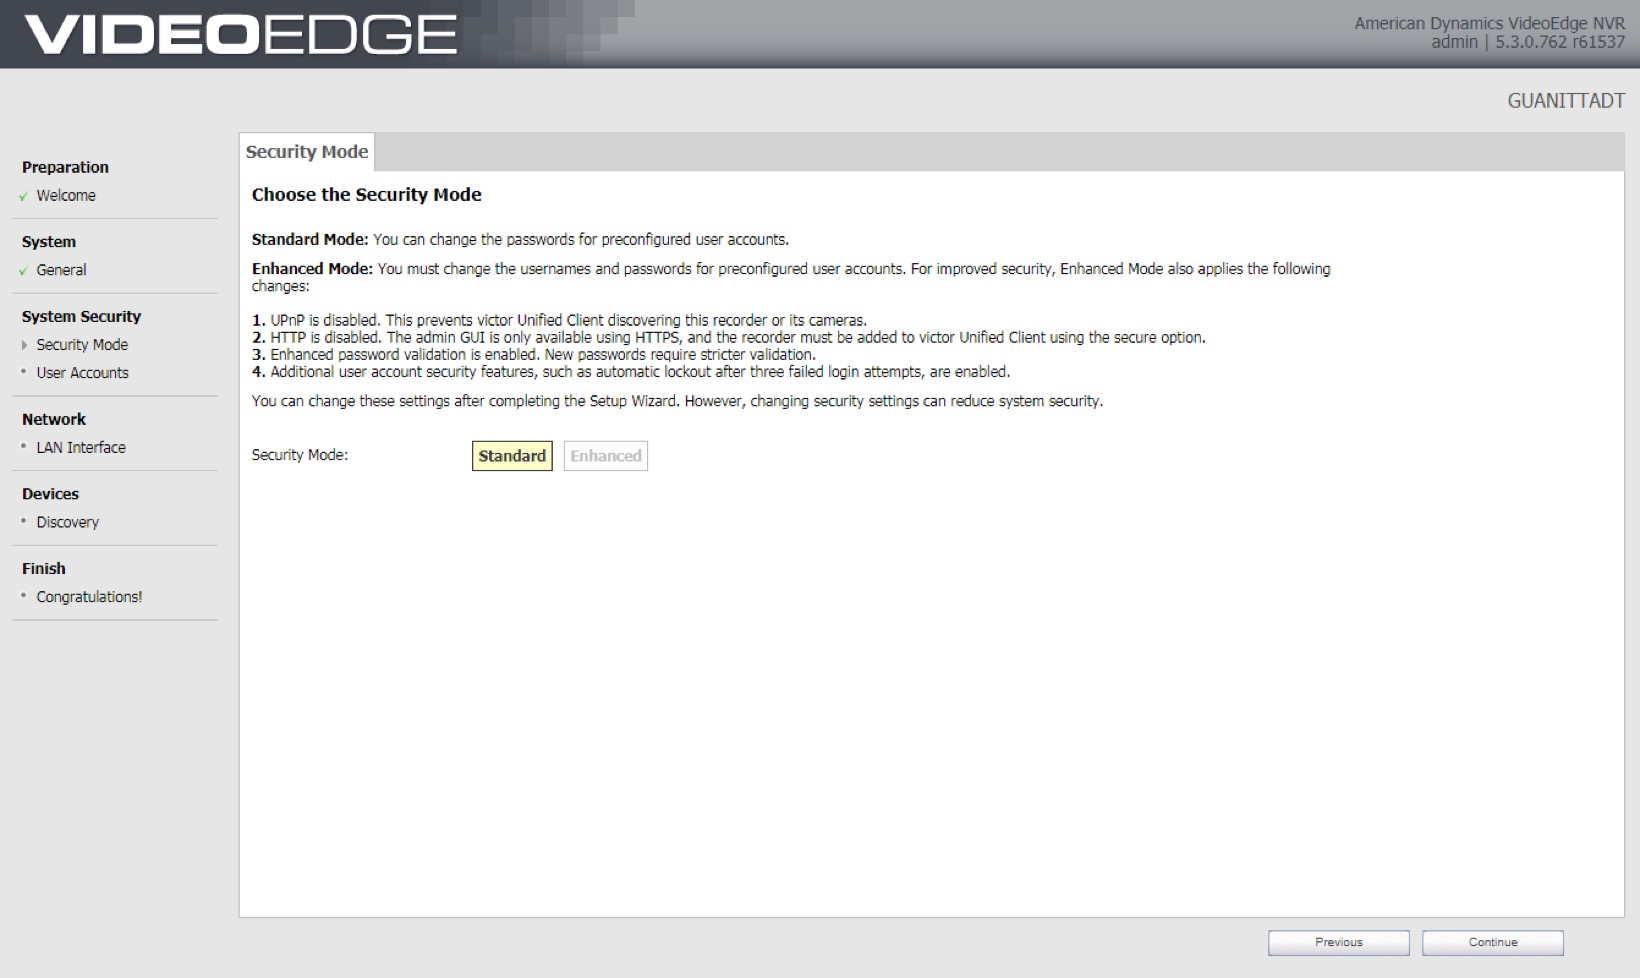 VIDEOEDGE
American Dynamics VideoEdge NVR
admin | 5.3.0.762 r61537
GUANITTADT
Preparation
✓ Welcome
System
✓ General
System Security
Security Mode
• User Accounts
Network
• LAN Interface
Devices
• Discovery
Finish
• Congratulations!
Security Mode
Choose the Security Mode
Standard Mode: You can change the passwords for preconfigured user accounts.
Enhanced Mode: You must change the usernames and passwords for preconfigured user accounts. For improved security, Enhanced Mode also applies the following
changes:
1. UPnP is disabled. This prevents victor Unified Client discovering this recorder or its cameras.
2. HTTP is disabled. The admin GUI is only available using HTTPS, and the recorder must be added to victor Unified Client using the secure option.
3. Enhanced password validation is enabled. New passwords require stricter validation.
4. Additional user account security features, such as automatic lockout after three failed login attempts, are enabled.
You can change these settings after completing the Setup Wizard. However, changing security settings can reduce system security.
Security Mode: Standard Enhanced
Previous Continue